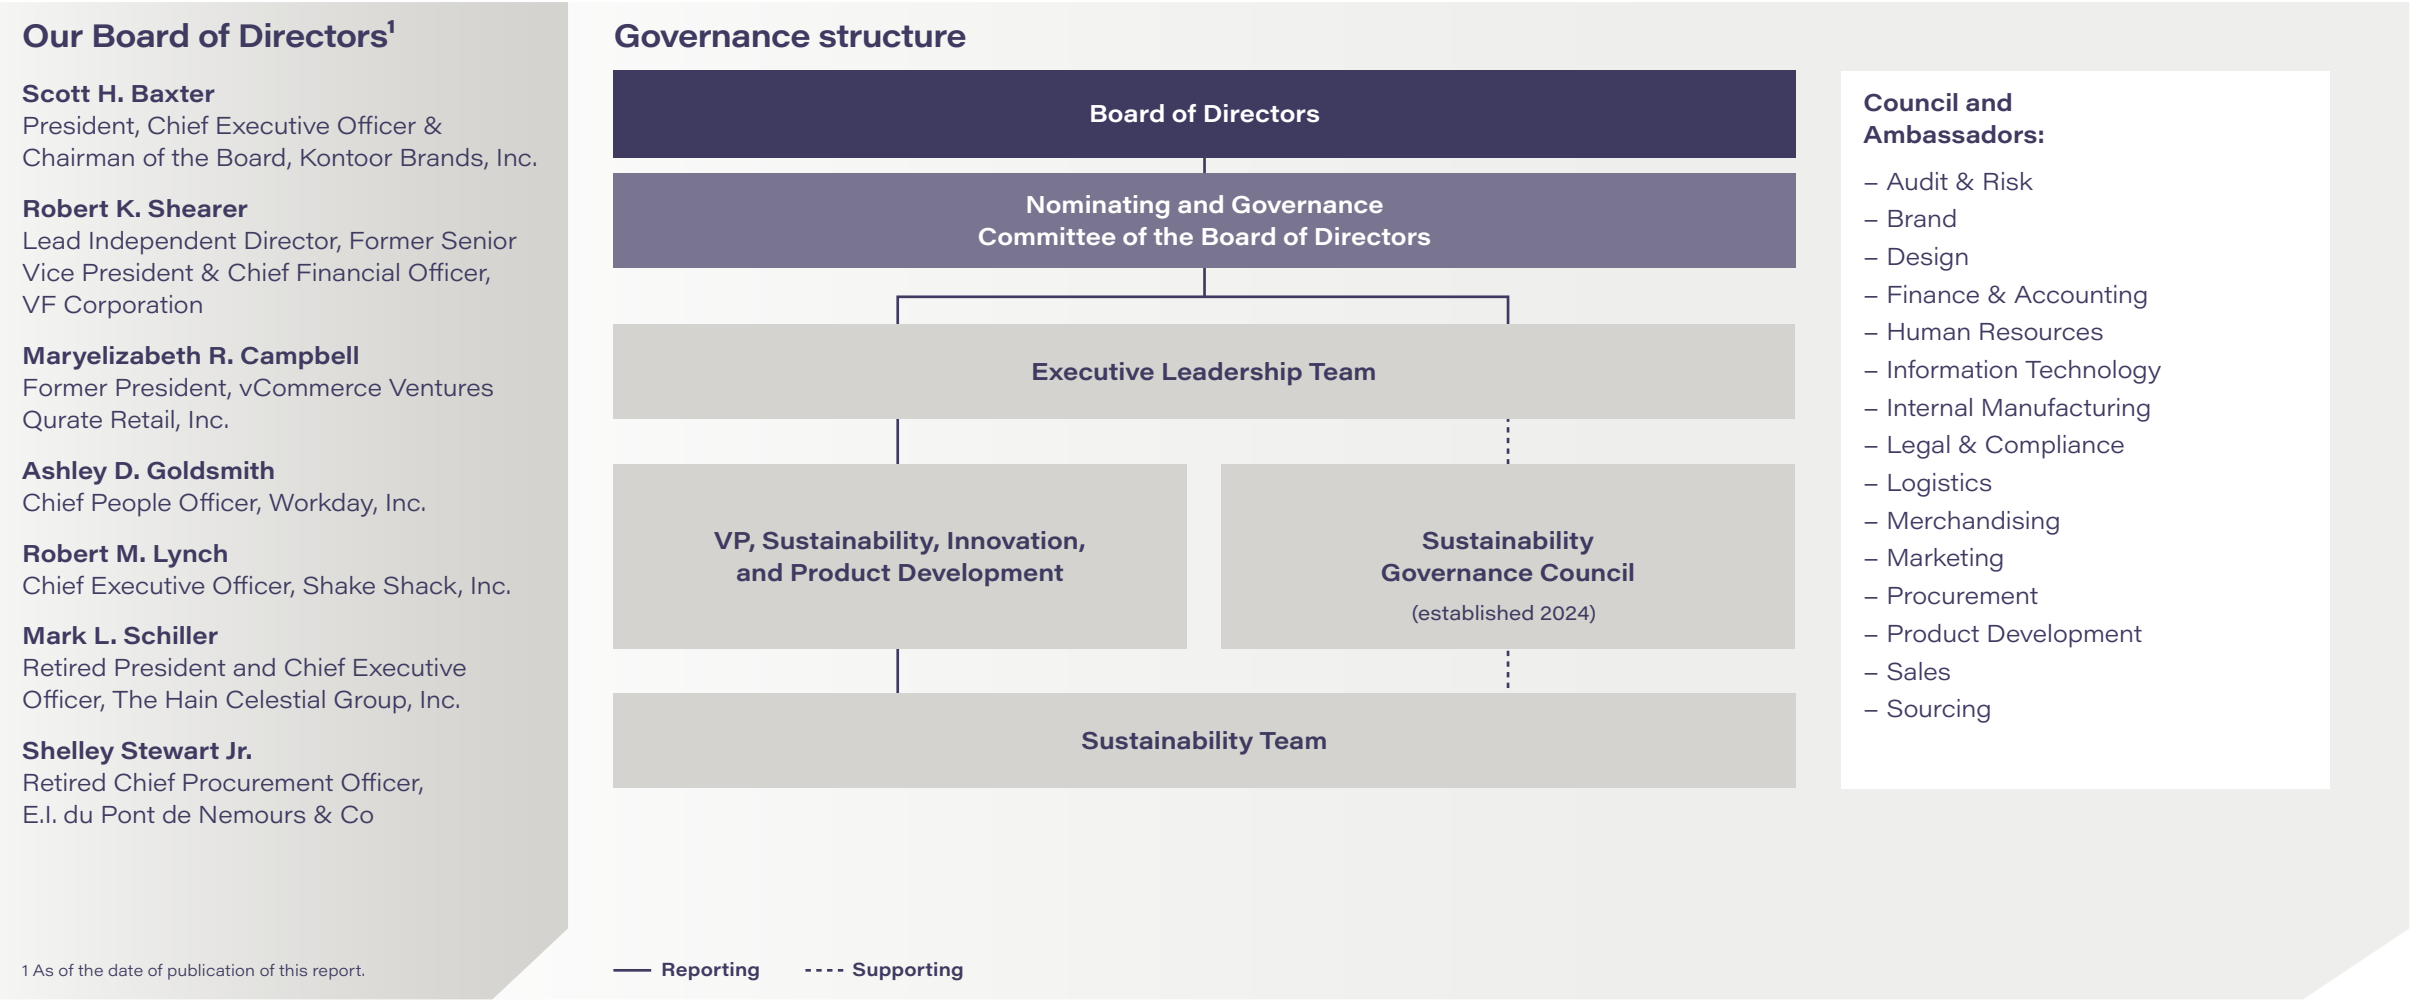 Our Board of Directors¹
Scott H. Baxter
President, Chief Executive Officer &
Chairman of the Board, Kontoor Brands, Inc.
Robert K. Shearer
Lead Independent Director, Former Senior
Vice President & Chief Financial Officer,
VF Corporation
Maryelizabeth R. Campbell
Former President, vCommerce Ventures
Qurate Retail, Inc.
Ashley D. Goldsmith
Chief People Officer, Workday, Inc.
Robert M. Lynch
Chief Executive Officer, Shake Shack, Inc.
Mark L. Schiller
Retired President and Chief Executive
Officer, The Hain Celestial Group, Inc.
Shelley Stewart Jr.
Retired Chief Procurement Officer,
E.I. du Pont de Nemours & Co
1 As of the date of publication of this report.
Governance structure
Board of Directors
Nominating and Governance
Committee of the Board of Directors
Executive Leadership Team
VP, Sustainability, Innovation,
and Product Development
Sustainability
Governance Council
(established 2024)
Sustainability Team
Reporting
Supporting
Council and
Ambassadors:
– Audit & Risk
– Brand
– Design
– Finance & Accounting
– Human Resources
– Information Technology
– Internal Manufacturing
– Legal & Compliance
– Logistics
– Merchandising
– Marketing
– Procurement
– Product Development
– Sales
– Sourcing